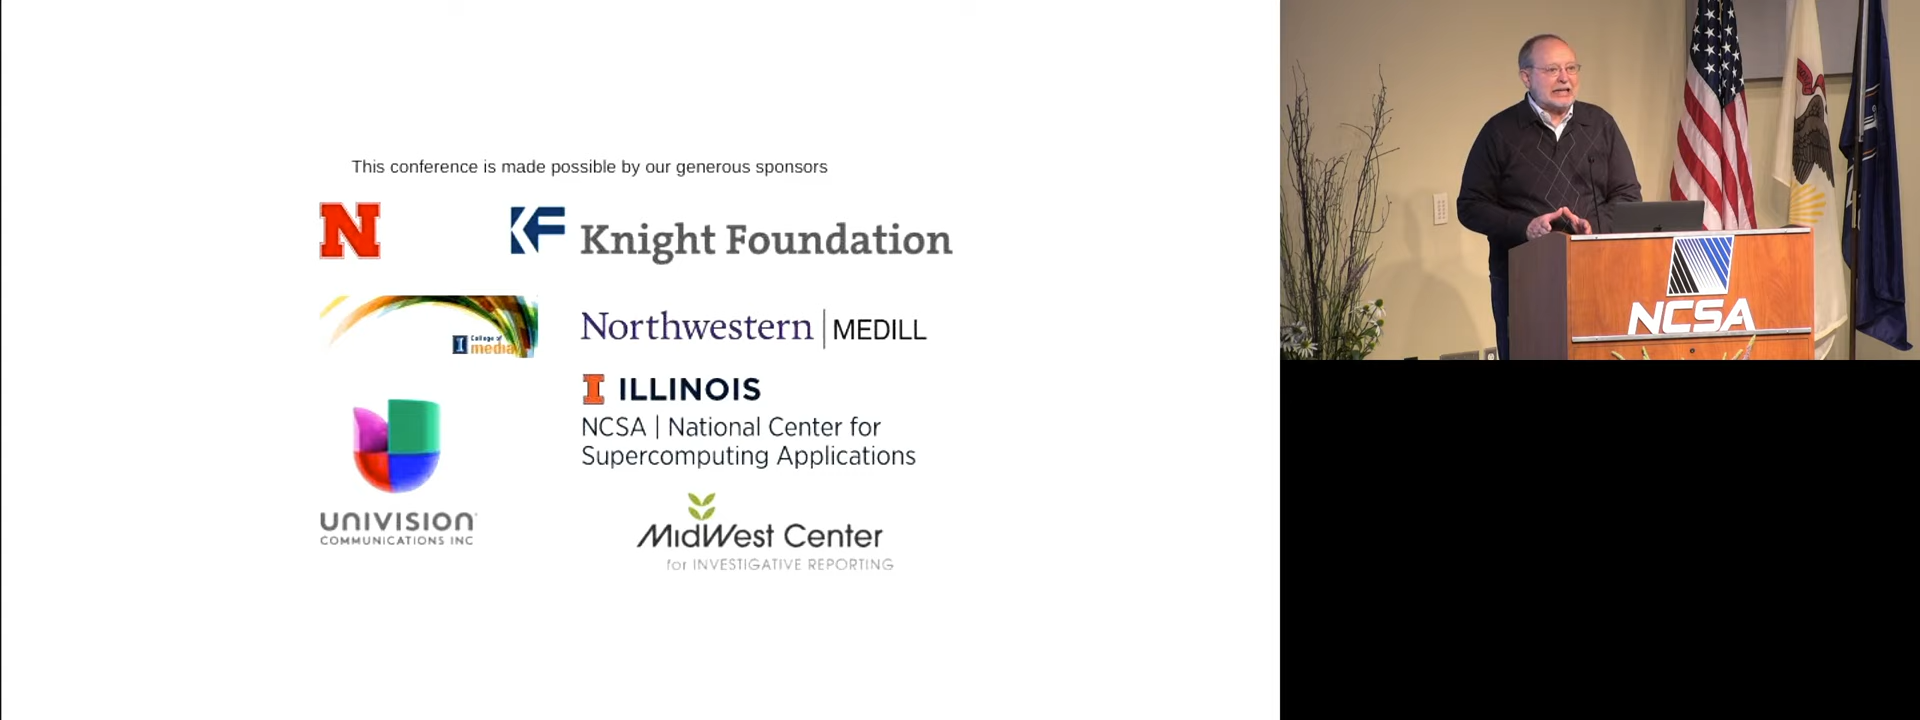 This conference is made possible by our generous sponsors
N
KF Knight Foundation
College of
media
Northwestern | MEDILL
I ILLINOIS
NCSA | National Center for
Supercomputing Applications
UNIVISION
COMMUNICATIONS INC
MidWest Center
for INVESTIGATIVE REPORTING
NCSA